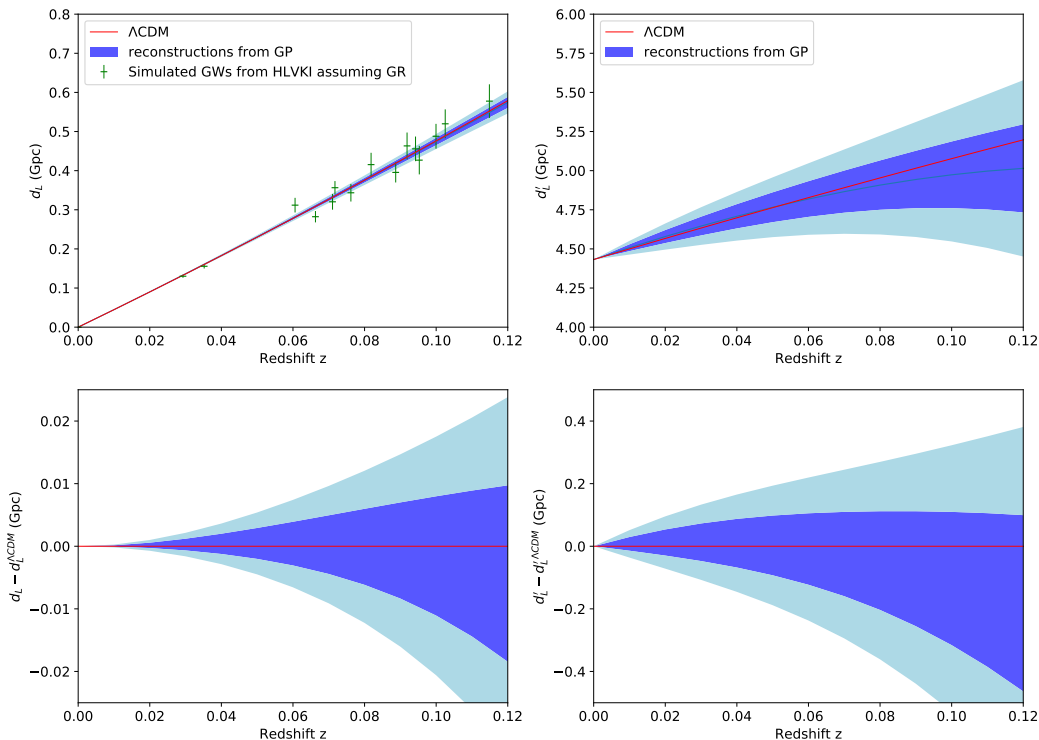 0.8
0.7
0.6
0.5
0.4
0.3
0.2
0.1
0.0
d_L (Gpc)
ΛCDM
reconstructions from GP
Simulated GWs from HLVKI assuming GR
0.00 0.02 0.04 0.06 0.08 0.10 0.12
Redshift z
6.00
5.75
5.50
5.25
5.00
4.75
4.50
4.25
4.00
d′_L (Gpc)
ΛCDM
reconstructions from GP
0.00 0.02 0.04 0.06 0.08 0.10 0.12
Redshift z
0.02
0.01
0.00
−0.01
−0.02
d_L − d_L^ΛCDM (Gpc)
0.00 0.02 0.04 0.06 0.08 0.10 0.12
Redshift z
0.4
0.2
0.0
−0.2
−0.4
d′_L − d′_L^ΛCDM (Gpc)
0.00 0.02 0.04 0.06 0.08 0.10 0.12
Redshift z